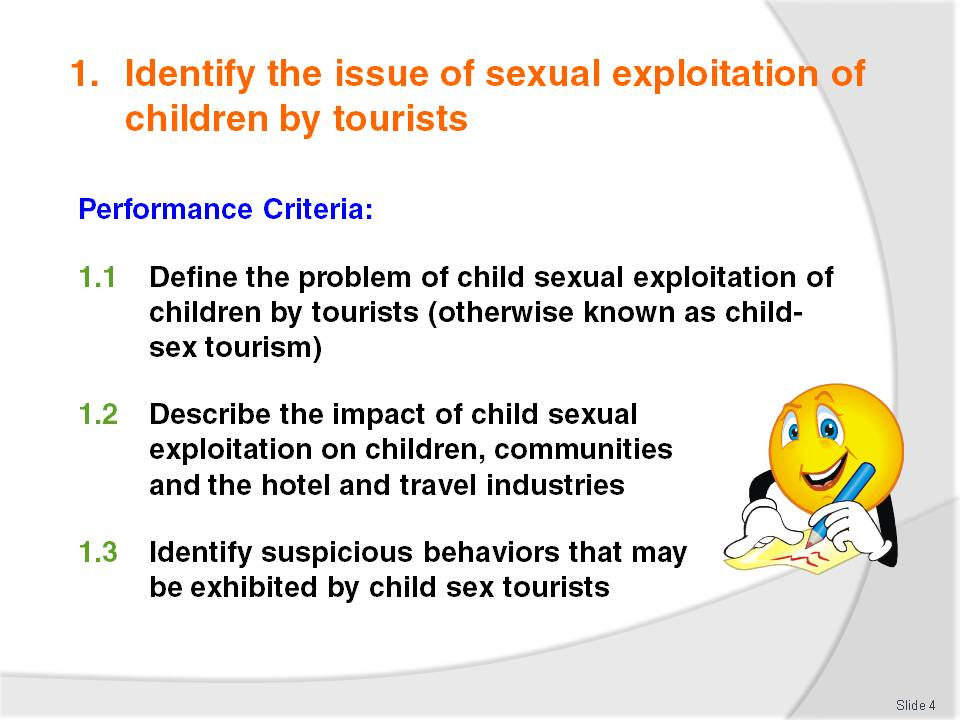 1. Identify the issue of sexual exploitation of
children by tourists
Performance Criteria:
1.1 Define the problem of child sexual exploitation of
children by tourists (otherwise known as child-
sex tourism)
1.2 Describe the impact of child sexual
exploitation on children, communities
and the hotel and travel industries
1.3 Identify suspicious behaviors that may
be exhibited by child sex tourists
Slide 4